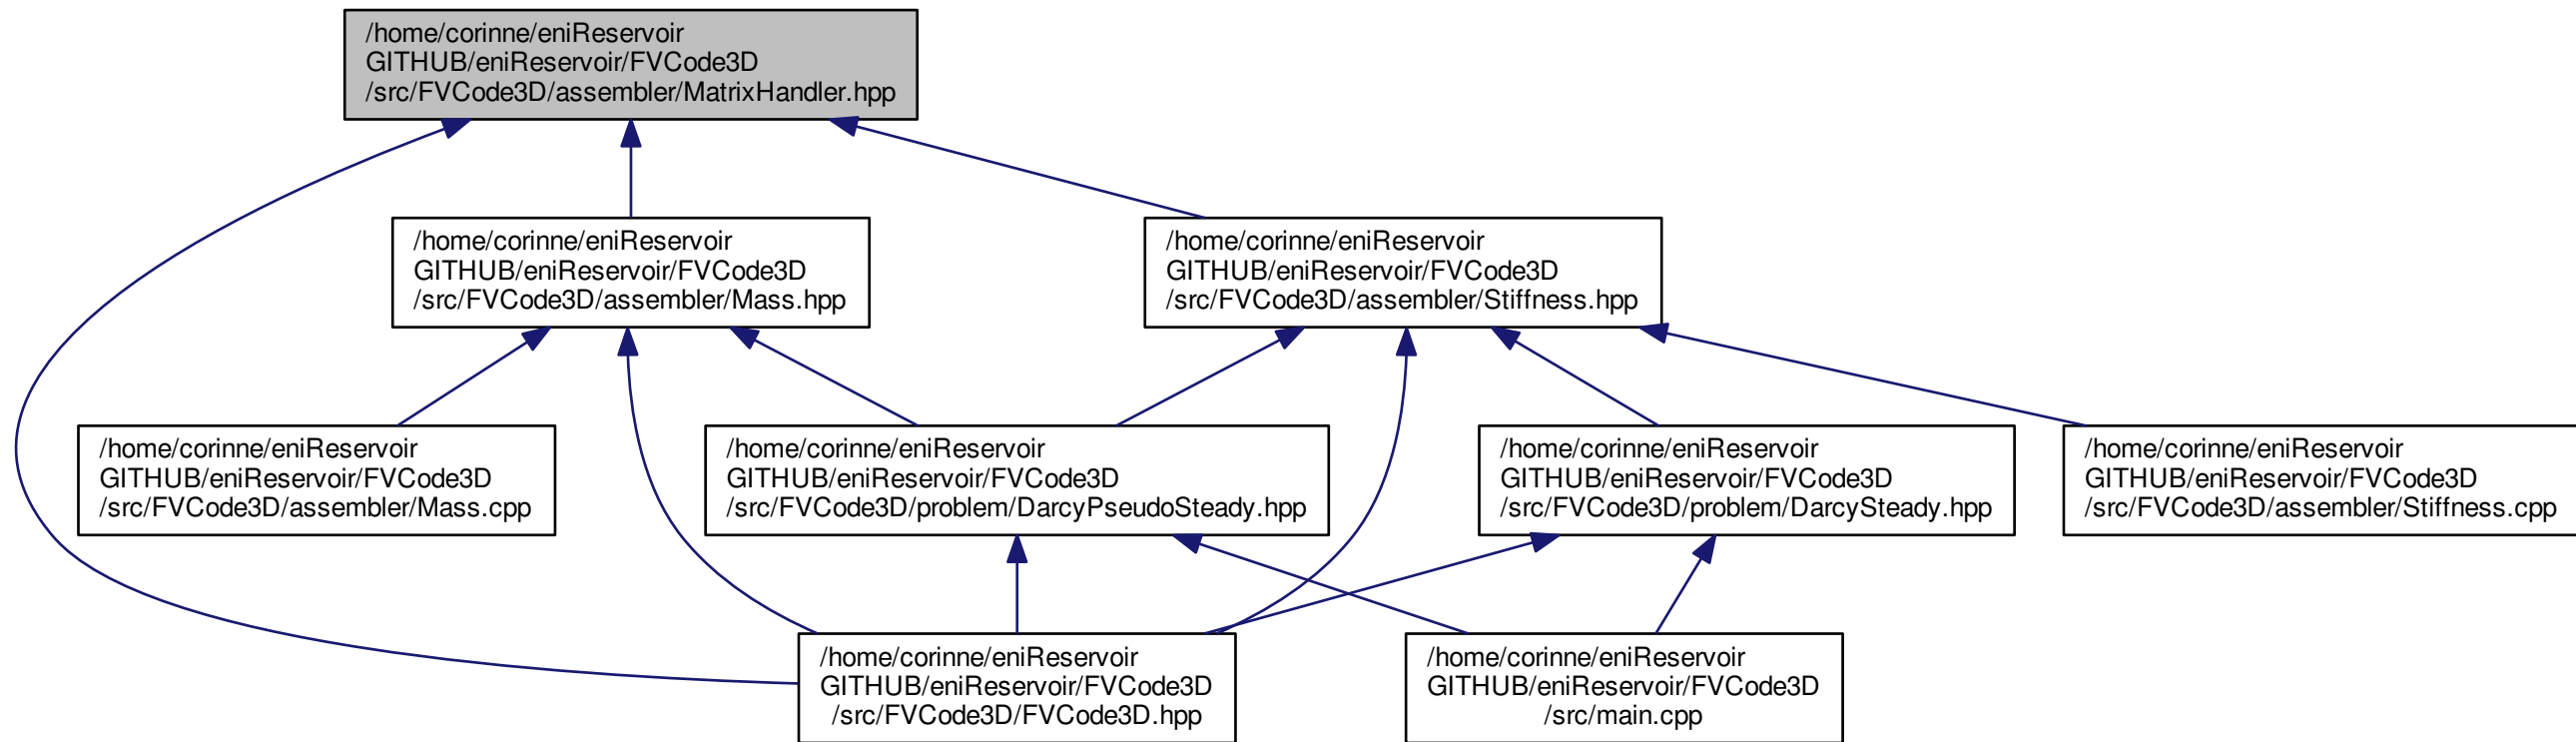 /home/corinne/eniReservoir
GITHUB/eniReservoir/FVCode3D
/src/FVCode3D/assembler/MatrixHandler.hpp
/home/corinne/eniReservoir
GITHUB/eniReservoir/FVCode3D
/src/FVCode3D/assembler/Mass.hpp
/home/corinne/eniReservoir
GITHUB/eniReservoir/FVCode3D
/src/FVCode3D/assembler/Stiffness.hpp
/home/corinne/eniReservoir
GITHUB/eniReservoir/FVCode3D
/src/FVCode3D/assembler/Mass.cpp
/home/corinne/eniReservoir
GITHUB/eniReservoir/FVCode3D
/src/FVCode3D/problem/DarcyPseudoSteady.hpp
/home/corinne/eniReservoir
GITHUB/eniReservoir/FVCode3D
/src/FVCode3D/problem/DarcySteady.hpp
/home/corinne/eniReservoir
GITHUB/eniReservoir/FVCode3D
/src/FVCode3D/assembler/Stiffness.cpp
/home/corinne/eniReservoir
GITHUB/eniReservoir/FVCode3D
/src/FVCode3D/FVCode3D.hpp
/home/corinne/eniReservoir
GITHUB/eniReservoir/FVCode3D
/src/main.cpp